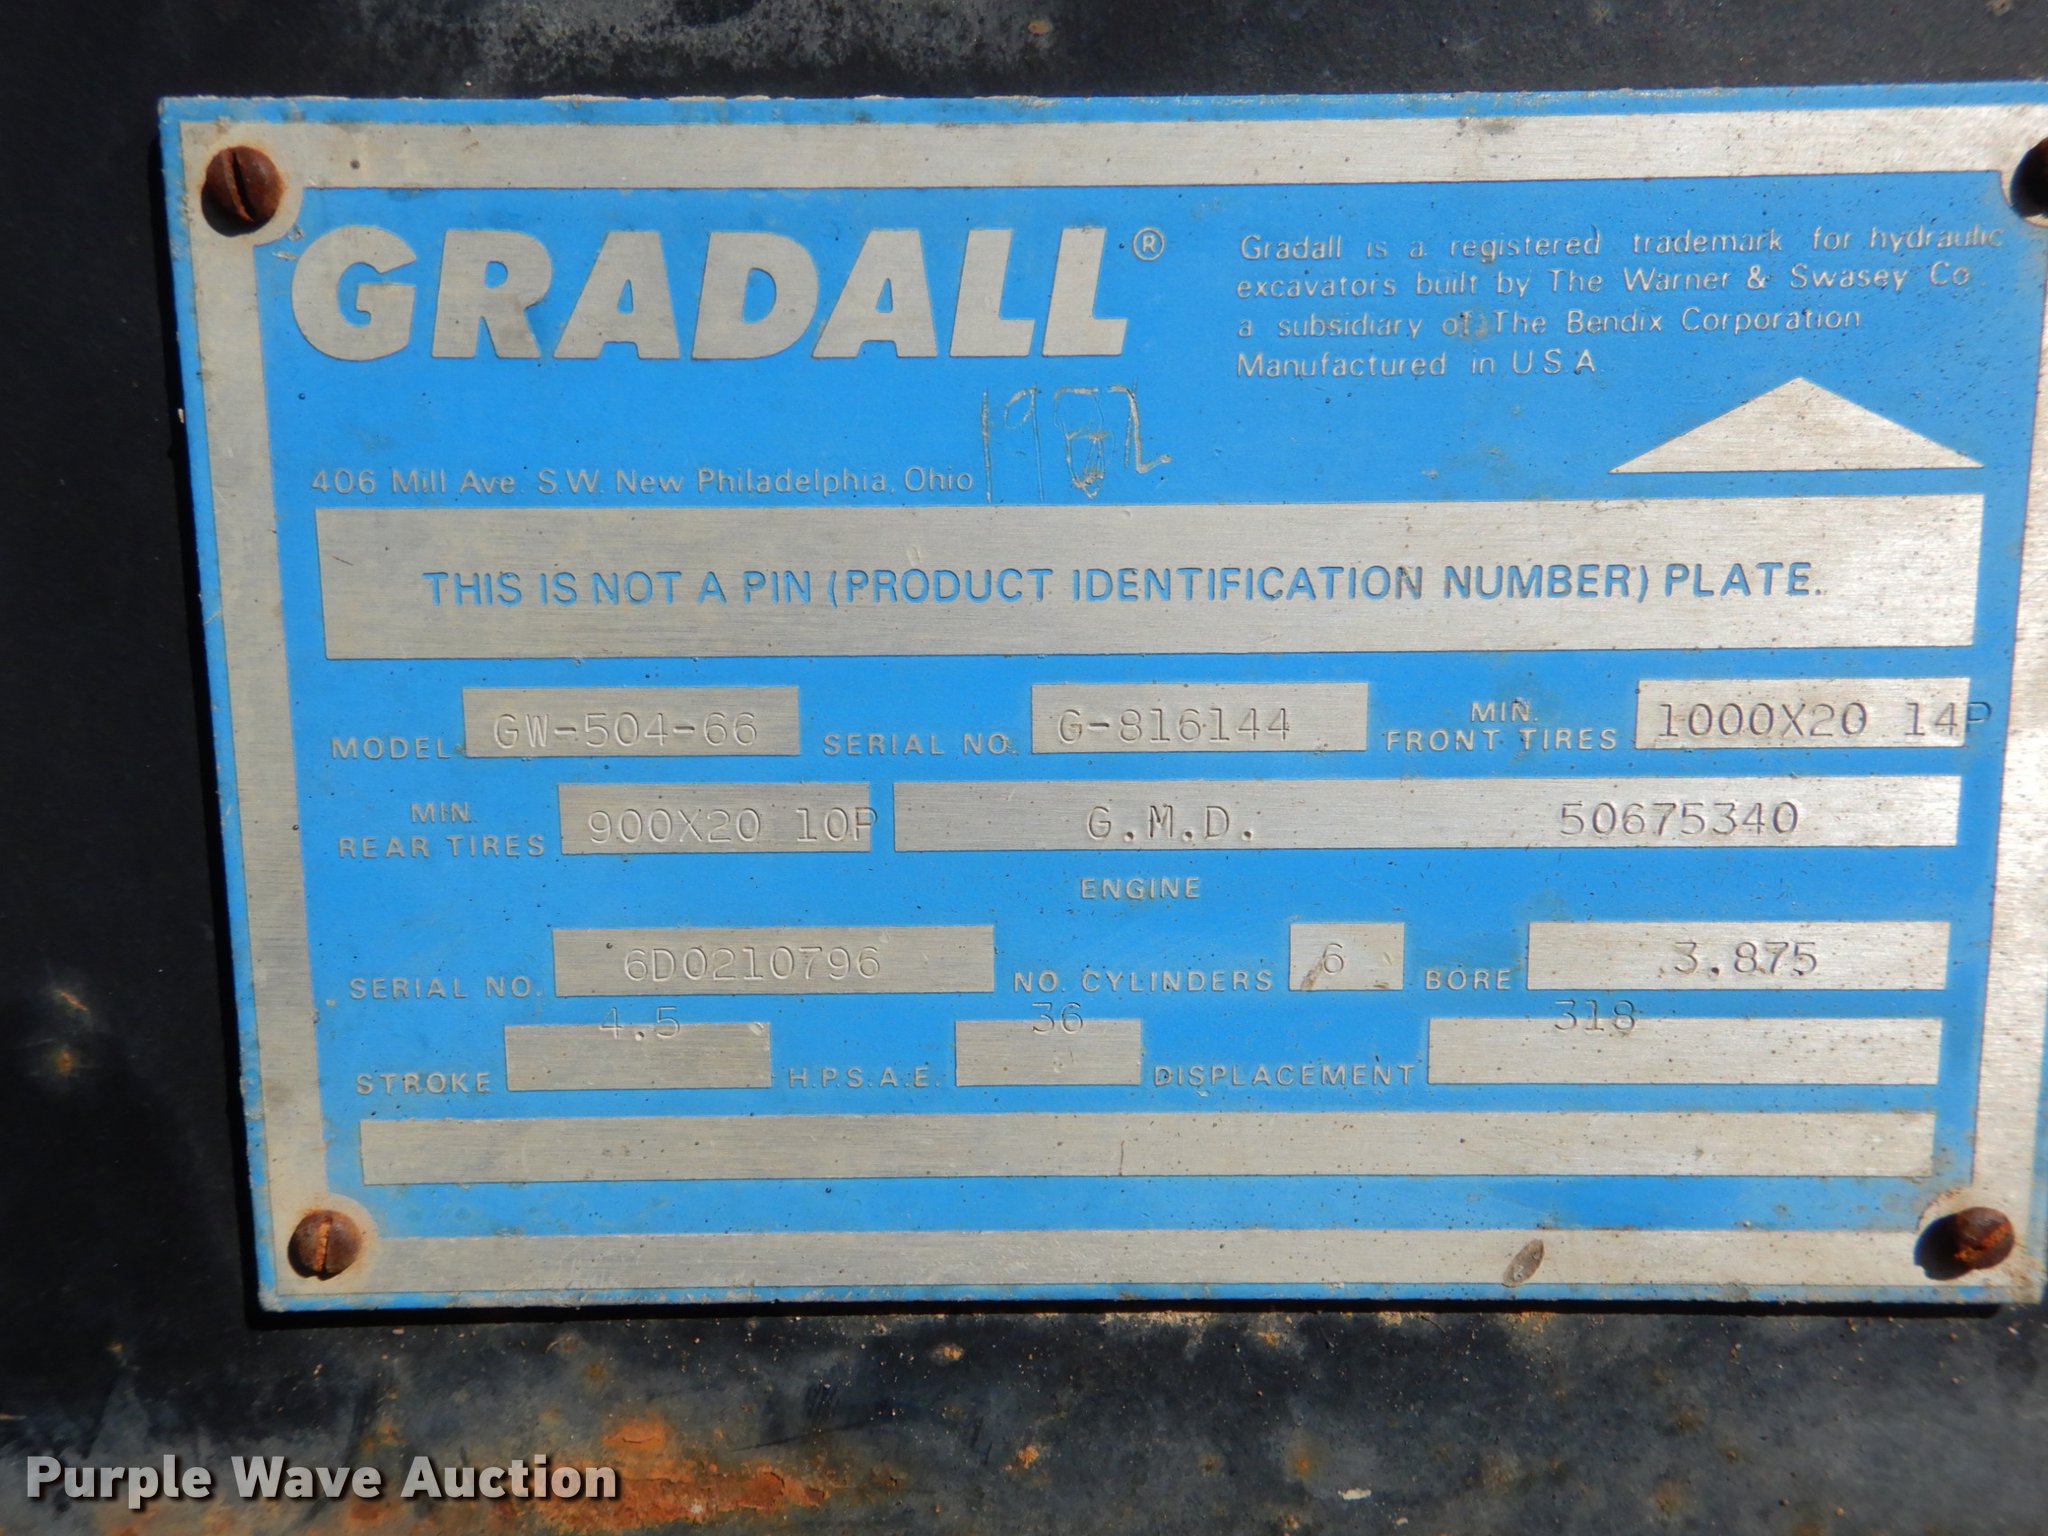 GRADALL®
Gradall is a registered trademark for hydraulic
excavators built by The Warner & Swasey Co.
a subsidiary of The Bendix Corporation
Manufactured in U.S.A.
1982
406 Mill Ave. S.W. New Philadelphia, Ohio
THIS IS NOT A PIN (PRODUCT IDENTIFICATION NUMBER) PLATE.
MODEL GW-504-66 SERIAL NO. G-816144 MIN. FRONT TIRES 1000X20 14P
MIN. REAR TIRES 900X20 10P G.M.D. 50675340
ENGINE
SERIAL NO. 6D0210796 NO. CYLINDERS 6 BORE 3.875
STROKE 4.5 H.P.S.A.E. 36 DISPLACEMENT 318
Purple Wave Auction